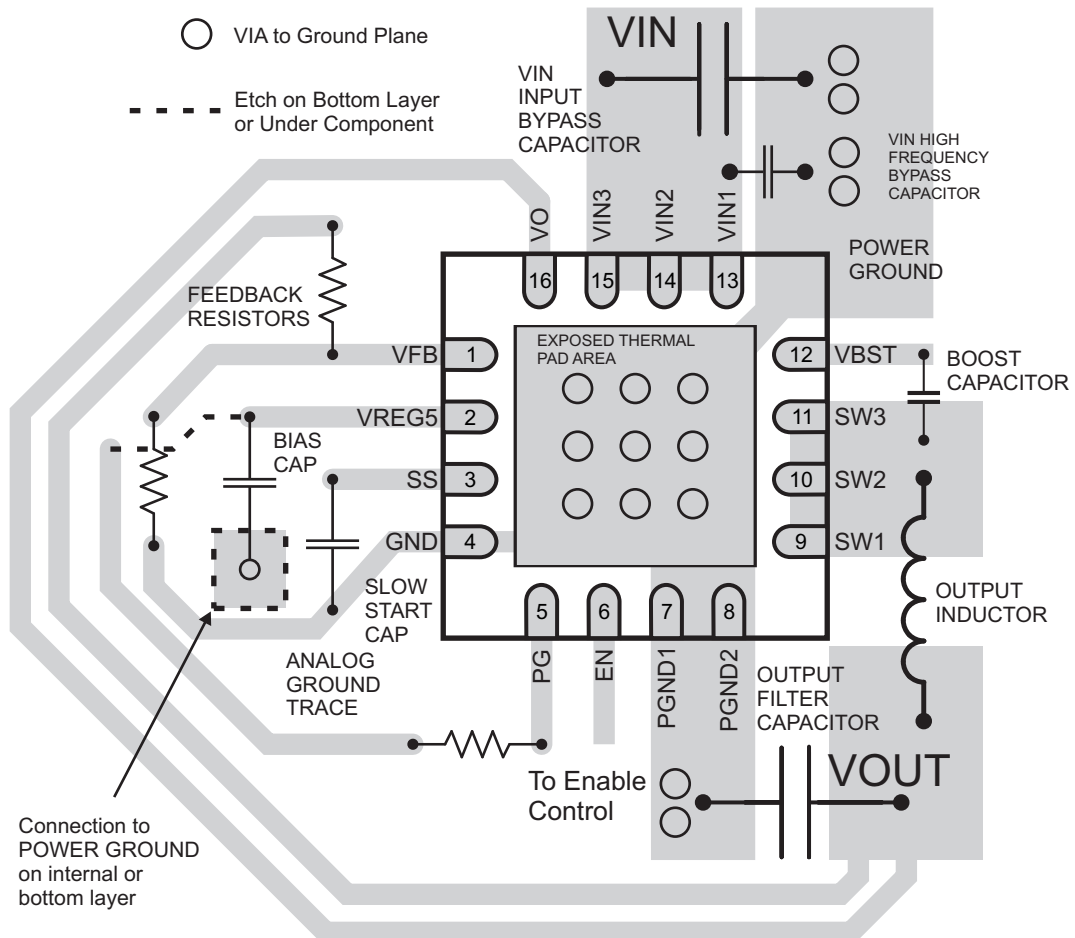 VIA to Ground Plane
Etch on Bottom Layer
or Under Component
VIN
VIN
INPUT
BYPASS
CAPACITOR
VIN HIGH
FREQUENCY
BYPASS
CAPACITOR
POWER
GROUND
VO
VIN3
VIN2
VIN1
16
15
14
13
FEEDBACK
RESISTORS
EXPOSED THERMAL
PAD AREA
VFB
1
VREG5
2
SS
3
GND
4
12
VBST
11
SW3
10
SW2
9
SW1
BOOST
CAPACITOR
BIAS
CAP
SLOW
START
CAP
ANALOG
GROUND
TRACE
5
6
7
8
PG
EN
PGND1
PGND2
OUTPUT
INDUCTOR
OUTPUT
FILTER
CAPACITOR
VOUT
To Enable
Control
Connection to
POWER GROUND
on internal or
bottom layer